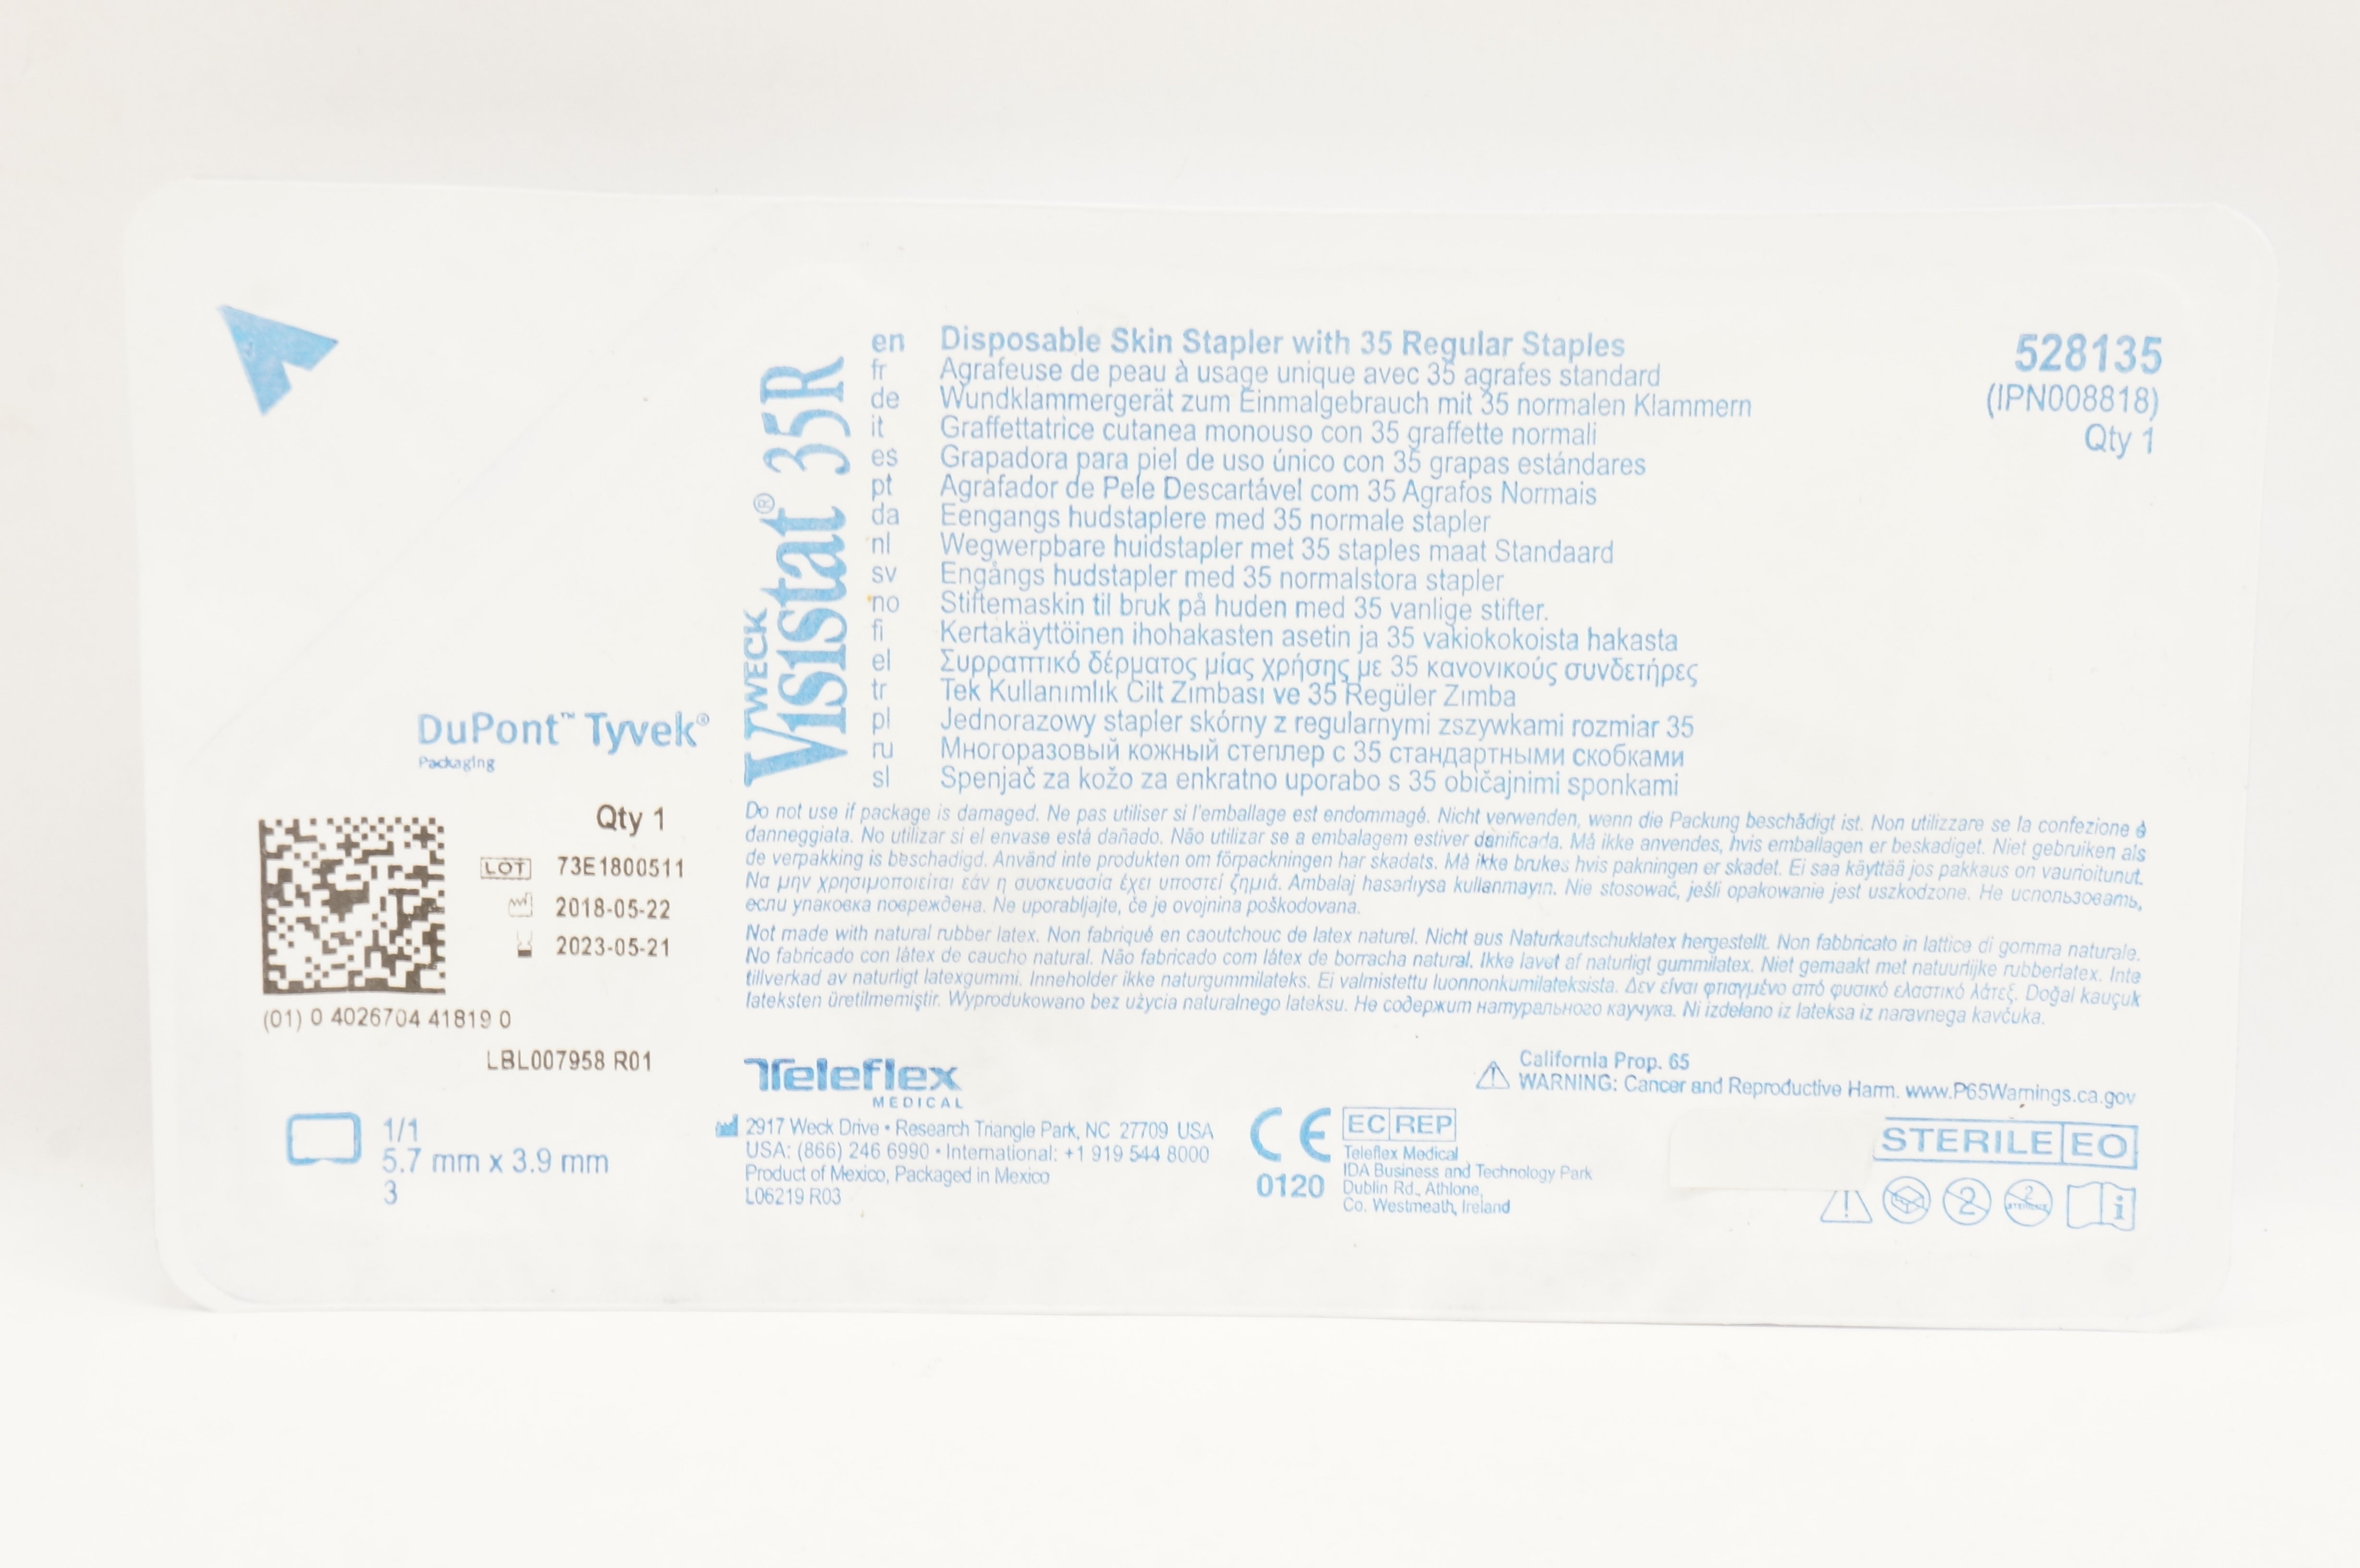 WECK
Visistat® 35R
en Disposable Skin Stapler with 35 Regular Staples
fr Agrafeuse de peau à usage unique avec 35 agrafes standard
de Wundklammergerät zum Einmalgebrauch mit 35 normalen Klammern
it Graffettatrice cutanea monouso con 35 graffette normali
es Grapadora para piel de uso único con 35 grapas estándares
pt Agrafador de Pele Descartável com 35 Agrafos Normais
da Eengangs hudstaplere med 35 normale stapler
nl Wegwerpbare huidstapler met 35 staples maat Standaard
sv Engångs hudstapler med 35 normalstora stapler
no Stiftemaskin til bruk på huden med 35 vanlige stifter.
fi Kertakäyttöinen ihohakasten asetin ja 35 vakiokokoista hakasta
el Συρραπτικό δέρματος μίας χρήσης με 35 κανονικούς συνδετήρες
tr Tek Kullanımlık Cilt Zımbası ve 35 Regüler Zımba
pl Jednorazowy stapler skórny z regularnymi zszywkami rozmiar 35
ru Многоразовый кожный степлер с 35 стандартными скобками
sl Spenjač za kožo za enkratno uporabo s 35 običajnimi sponkami
528135
(IPN008818)
Qty 1
DuPont™ Tyvek®
Packaging
Qty 1
LOT 73E1800511
2018-05-22
2023-05-21
(01) 0 4026704 41819 0
LBL007958 R01
1/1
5.7 mm x 3.9 mm
3
Do not use if package is damaged. Ne pas utiliser si l'emballage est endommagé. Nicht verwenden, wenn die Packung beschädigt ist. Non utilizzare se la confezione è
danneggiata. No utilizar si el envase está dañado. Não utilizar se a embalagem estiver danificada. Må ikke anvendes, hvis emballagen er beskadiget. Niet gebruiken als
de verpakking is beschadigd. Använd inte produkten om förpackningen har skadats. Må ikke brukes hvis pakningen er skadet. Ei saa käyttää jos pakkaus on vaurioitunut.
Να μην χρησιμοποιείται εάν η συσκευασία έχει υποστεί ζημιά. Ambalaj hasarlıysa kullanmayın. Nie stosować, jeśli opakowanie jest uszkodzone. Не использовать,
если упаковка повреждена. Ne uporabljajte, če je ovojnina poškodovana.
Not made with natural rubber latex. Non fabriqué en caoutchouc de latex naturel. Nicht aus Naturkautschuklatex hergestellt. Non fabbricato in lattice di gomma naturale.
No fabricado con látex de caucho natural. Não fabricado com látex de borracha natural. Ikke lavet af naturligt gummilatex. Niet gemaakt met natuurlijke rubberlatex. Inte
tillverkad av naturligt latexgummi. Inneholder ikke naturgummilateks. Ei valmistettu luonnonkumilateksista. Δεν είναι φτιαγμένο από φυσικό ελαστικό λάτεξ. Doğal kauçuk
lateksten üretilmemiştir. Wyprodukowano bez użycia naturalnego lateksu. Не содержит натурального каучука. Ni izdelano iz lateksa iz naravnega kavčuka.
Teleflex
MEDICAL
2917 Weck Drive • Research Triangle Park, NC 27709 USA
USA: (866) 246 6990 • International: +1 919 544 8000
Product of Mexico, Packaged in Mexico
L06219 R03
CE
0120
EC REP
Teleflex Medical
IDA Business and Technology Park
Dublin Rd., Athlone,
Co. Westmeath, Ireland
California Prop. 65
WARNING: Cancer and Reproductive Harm. www.P65Warnings.ca.gov
STERILE EO
2
2
STERILIZE
i